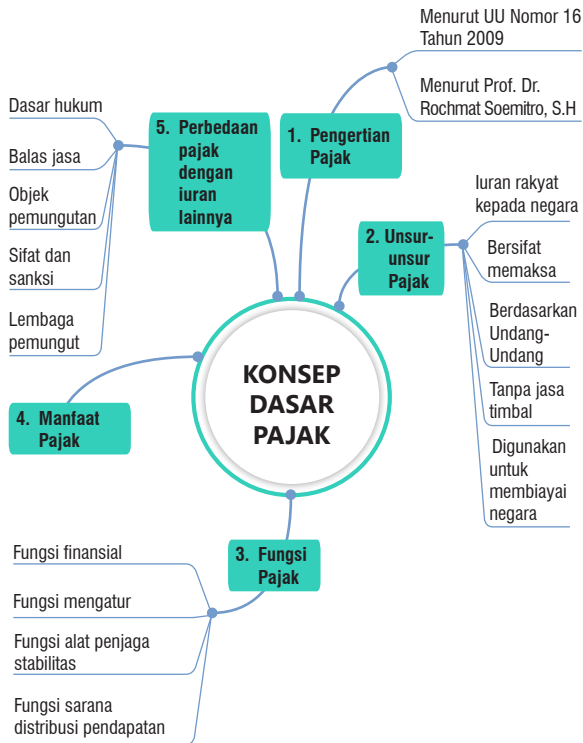 KONSEP
DASAR
PAJAK
1. Pengertian
Pajak
Menurut UU Nomor 16
Tahun 2009
Menurut Prof. Dr.
Rochmat Soemitro, S.H
2. Unsur-
unsur
Pajak
Iuran rakyat
kepada negara
Bersifat
memaksa
Berdasarkan
Undang-
Undang
Tanpa jasa
timbal
Digunakan
untuk
membiayai
negara
3. Fungsi
Pajak
Fungsi finansial
Fungsi mengatur
Fungsi alat penjaga
stabilitas
Fungsi sarana
distribusi pendapatan
4. Manfaat
Pajak
5. Perbedaan
pajak
dengan
iuran
lainnya
Dasar hukum
Balas jasa
Objek
pemungutan
Sifat dan
sanksi
Lembaga
pemungut